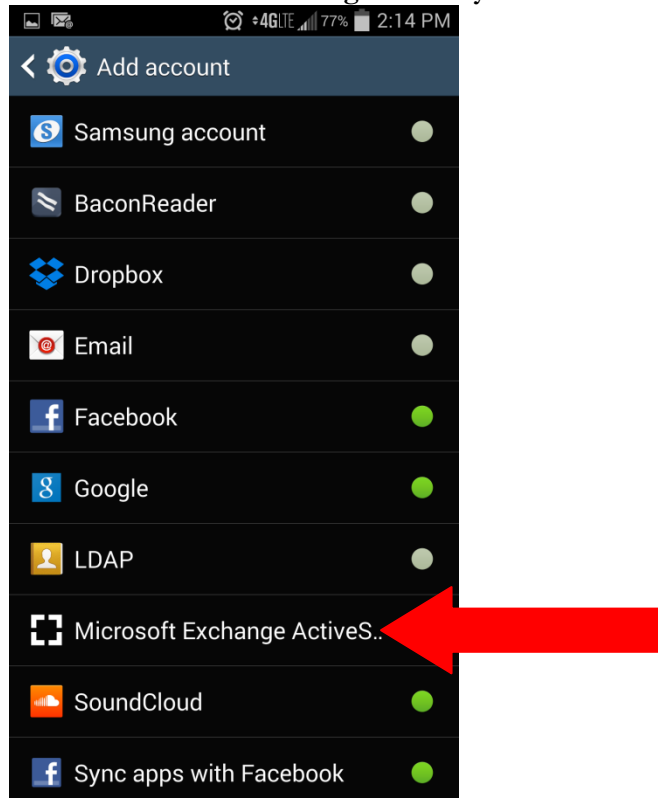 4G LTE 77% 2:14 PM
Add account
Samsung account
BaconReader
Dropbox
Email
Facebook
Google
LDAP
Microsoft Exchange ActiveS..
SoundCloud
Sync apps with Facebook